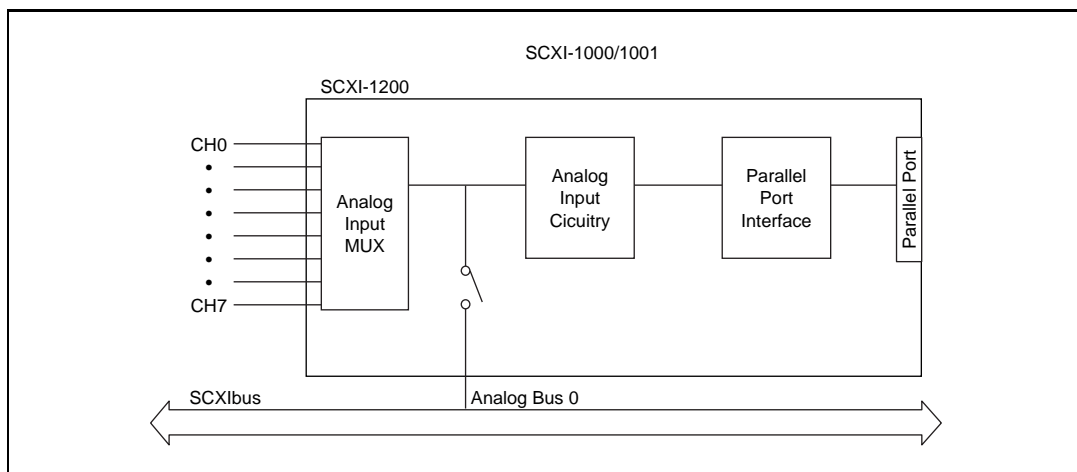 SCXI-1000/1001
SCXI-1200
CH0
•
•
•
•
•
•
CH7
Analog
Input
MUX
Analog
Input
Cicuitry
Parallel
Port
Interface
Parallel Port
SCXIbus
Analog Bus 0